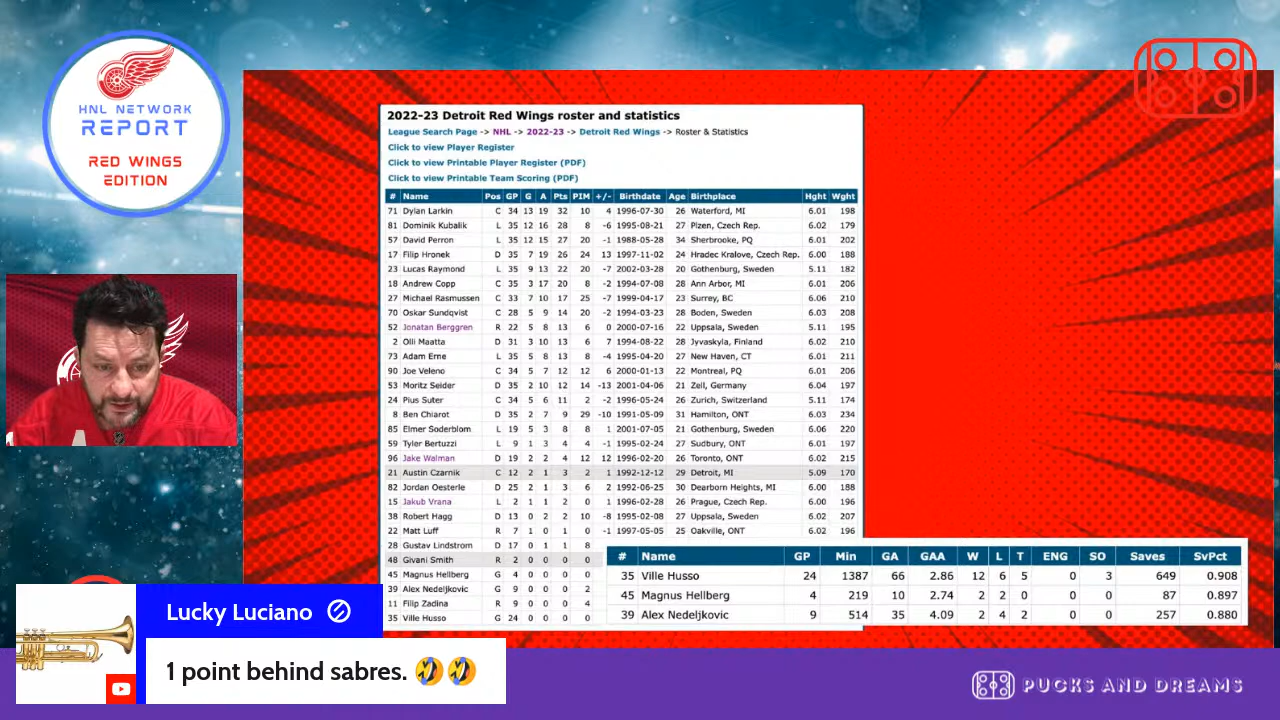 HNL NETWORK
REPORT
RED WINGS
EDITION
2022-23 Detroit Red Wings roster and statistics
League Search Page -> NHL -> 2022-23 -> Detroit Red Wings -> Roster & Statistics
Click to view Player Register
Click to view Printable Player Register (PDF)
Click to view Printable Team Scoring (PDF)
# Name Pos GP G A Pts PIM +/- Birthdate Age Birthplace Hght Wght
71 Dylan Larkin C 34 13 19 32 10 4 1996-07-30 26 Waterford, MI 6.01 198
81 Dominik Kubalik L 35 12 16 28 8 -6 1995-08-21 27 Plzen, Czech Rep. 6.02 179
57 David Perron L 35 12 15 27 20 -1 1988-05-28 34 Sherbrooke, PQ 6.01 202
17 Filip Hronek D 35 7 19 26 24 13 1997-11-02 24 Hradec Kralove, Czech Rep. 6.00 188
23 Lucas Raymond L 35 9 13 22 20 -7 2002-03-28 20 Gothenburg, Sweden 5.11 182
18 Andrew Copp C 35 3 17 20 8 -2 1994-07-08 28 Ann Arbor, MI 6.01 206
27 Michael Rasmussen C 33 7 10 17 25 -7 1999-04-17 23 Surrey, BC 6.06 210
70 Oskar Sundqvist C 28 5 9 14 20 -2 1994-03-23 28 Boden, Sweden 6.03 208
52 Jonatan Berggren R 22 5 8 13 6 0 2000-07-16 22 Uppsala, Sweden 5.11 195
2 Olli Maatta D 31 3 10 13 6 7 1994-08-22 28 Jyvaskyla, Finland 6.02 210
73 Adam Erne L 35 5 8 13 8 -4 1995-04-20 27 New Haven, CT 6.01 211
90 Joe Veleno C 34 5 7 12 12 6 2000-01-13 22 Montreal, PQ 6.01 206
53 Moritz Seider D 35 2 10 12 14 -13 2001-04-06 21 Zell, Germany 6.04 197
24 Pius Suter C 34 5 6 11 2 -2 1996-05-24 26 Zurich, Switzerland 5.11 174
8 Ben Chiarot D 35 2 7 9 29 -10 1991-05-09 31 Hamilton, ONT 6.03 234
85 Elmer Soderblom L 19 5 3 8 8 1 2001-07-05 21 Gothenburg, Sweden 6.06 220
59 Tyler Bertuzzi L 9 1 3 4 4 -1 1995-02-24 27 Sudbury, ONT 6.01 197
96 Jake Walman D 19 2 2 4 12 12 1996-02-20 26 Toronto, ONT 6.02 215
21 Austin Czarnik C 12 2 1 3 2 1 1992-12-12 29 Detroit, MI 5.09 170
82 Jordan Oesterle D 25 2 1 3 6 2 1992-06-25 30 Dearborn Heights, MI 6.00 188
15 Jakub Vrana L 2 1 1 2 0 1 1996-02-28 26 Prague, Czech Rep. 6.00 196
38 Robert Hagg D 13 0 2 2 10 -8 1995-02-08 27 Uppsala, Sweden 6.02 207
22 Matt Luff R 7 1 0 1 0 -1 1997-05-05 25 Oakville, ONT 6.02 196
28 Gustav Lindstrom D 17 0 1 1 8
48 Givani Smith R 2 0 0 0 0
45 Magnus Hellberg G 4 0 0 0 0
39 Alex Nedeljkovic G 9 0 0 0 2
11 Filip Zadina R 9 0 0 0 4
35 Ville Husso G 24 0 0 0 0
# Name GP Min GA GAA W L T ENG SO Saves SvPct
35 Ville Husso 24 1387 66 2.86 12 6 5 0 3 649 0.908
45 Magnus Hellberg 4 219 10 2.74 2 2 0 0 0 87 0.897
39 Alex Nedeljkovic 9 514 35 4.09 2 4 2 0 0 257 0.880
Lucky Luciano
1 point behind sabres. 🤣🤣
PUCKS AND DREAMS